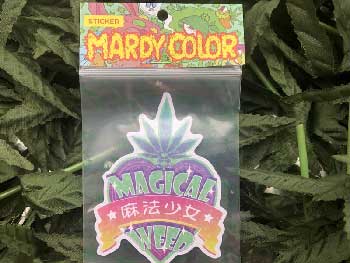 STICKER
MARDY COLOR
MAGICAL
★麻法少女★
WEED